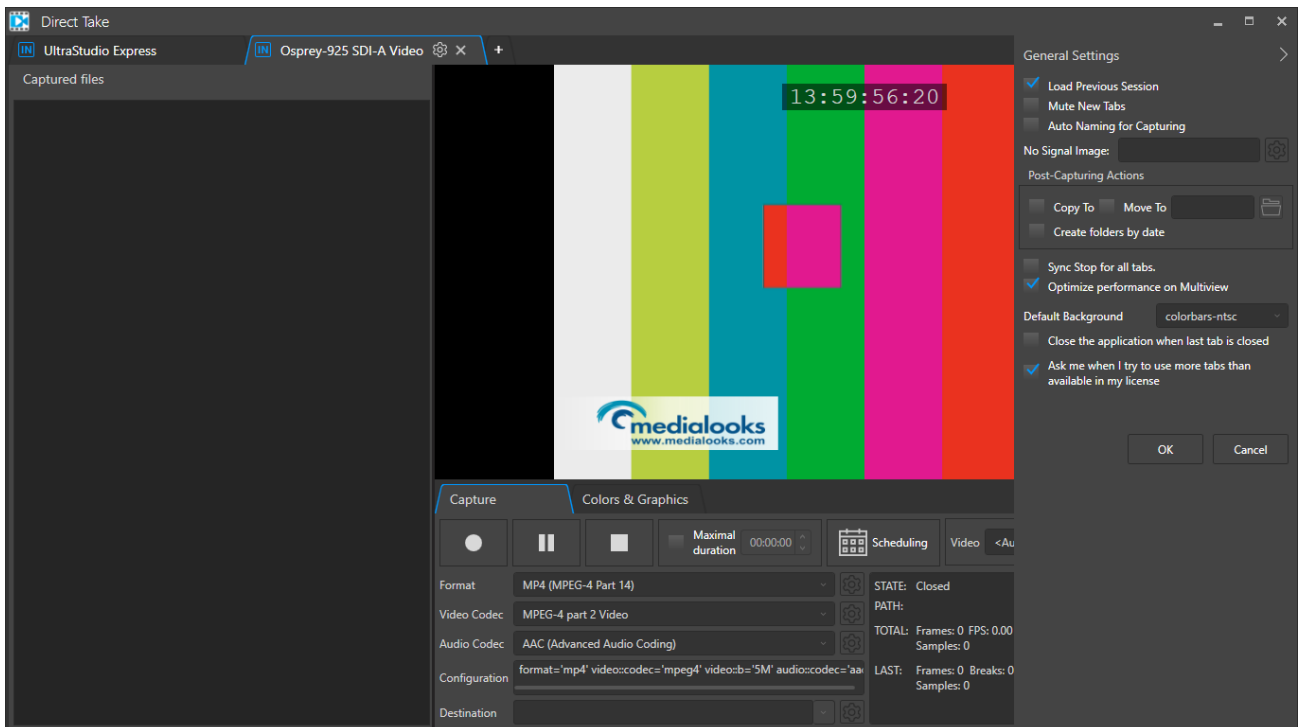 Direct Take
IN UltraStudio Express
IN Osprey-925 SDI-A Video
+
Captured files
13:59:56:20
medialooks
www.medialooks.com
General Settings
Load Previous Session
Mute New Tabs
Auto Naming for Capturing
No Signal Image:
Post-Capturing Actions
Copy To Move To
Create folders by date
Sync Stop for all tabs.
Optimize performance on Multiview
Default Background colorbars-ntsc
Close the application when last tab is closed
Ask me when I try to use more tabs than
available in my license
OK Cancel
Capture Colors & Graphics
Maximal
duration
00:00:00
Scheduling
Video <Au
Format MP4 (MPEG-4 Part 14)
Video Codec MPEG-4 part 2 Video
Audio Codec AAC (Advanced Audio Coding)
Configuration format='mp4' video::codec='mpeg4' video::b='5M' audio::codec='aa
Destination
STATE: Closed
PATH:
TOTAL: Frames: 0 FPS: 0.00
Samples: 0
LAST: Frames: 0 Breaks: 0
Samples: 0